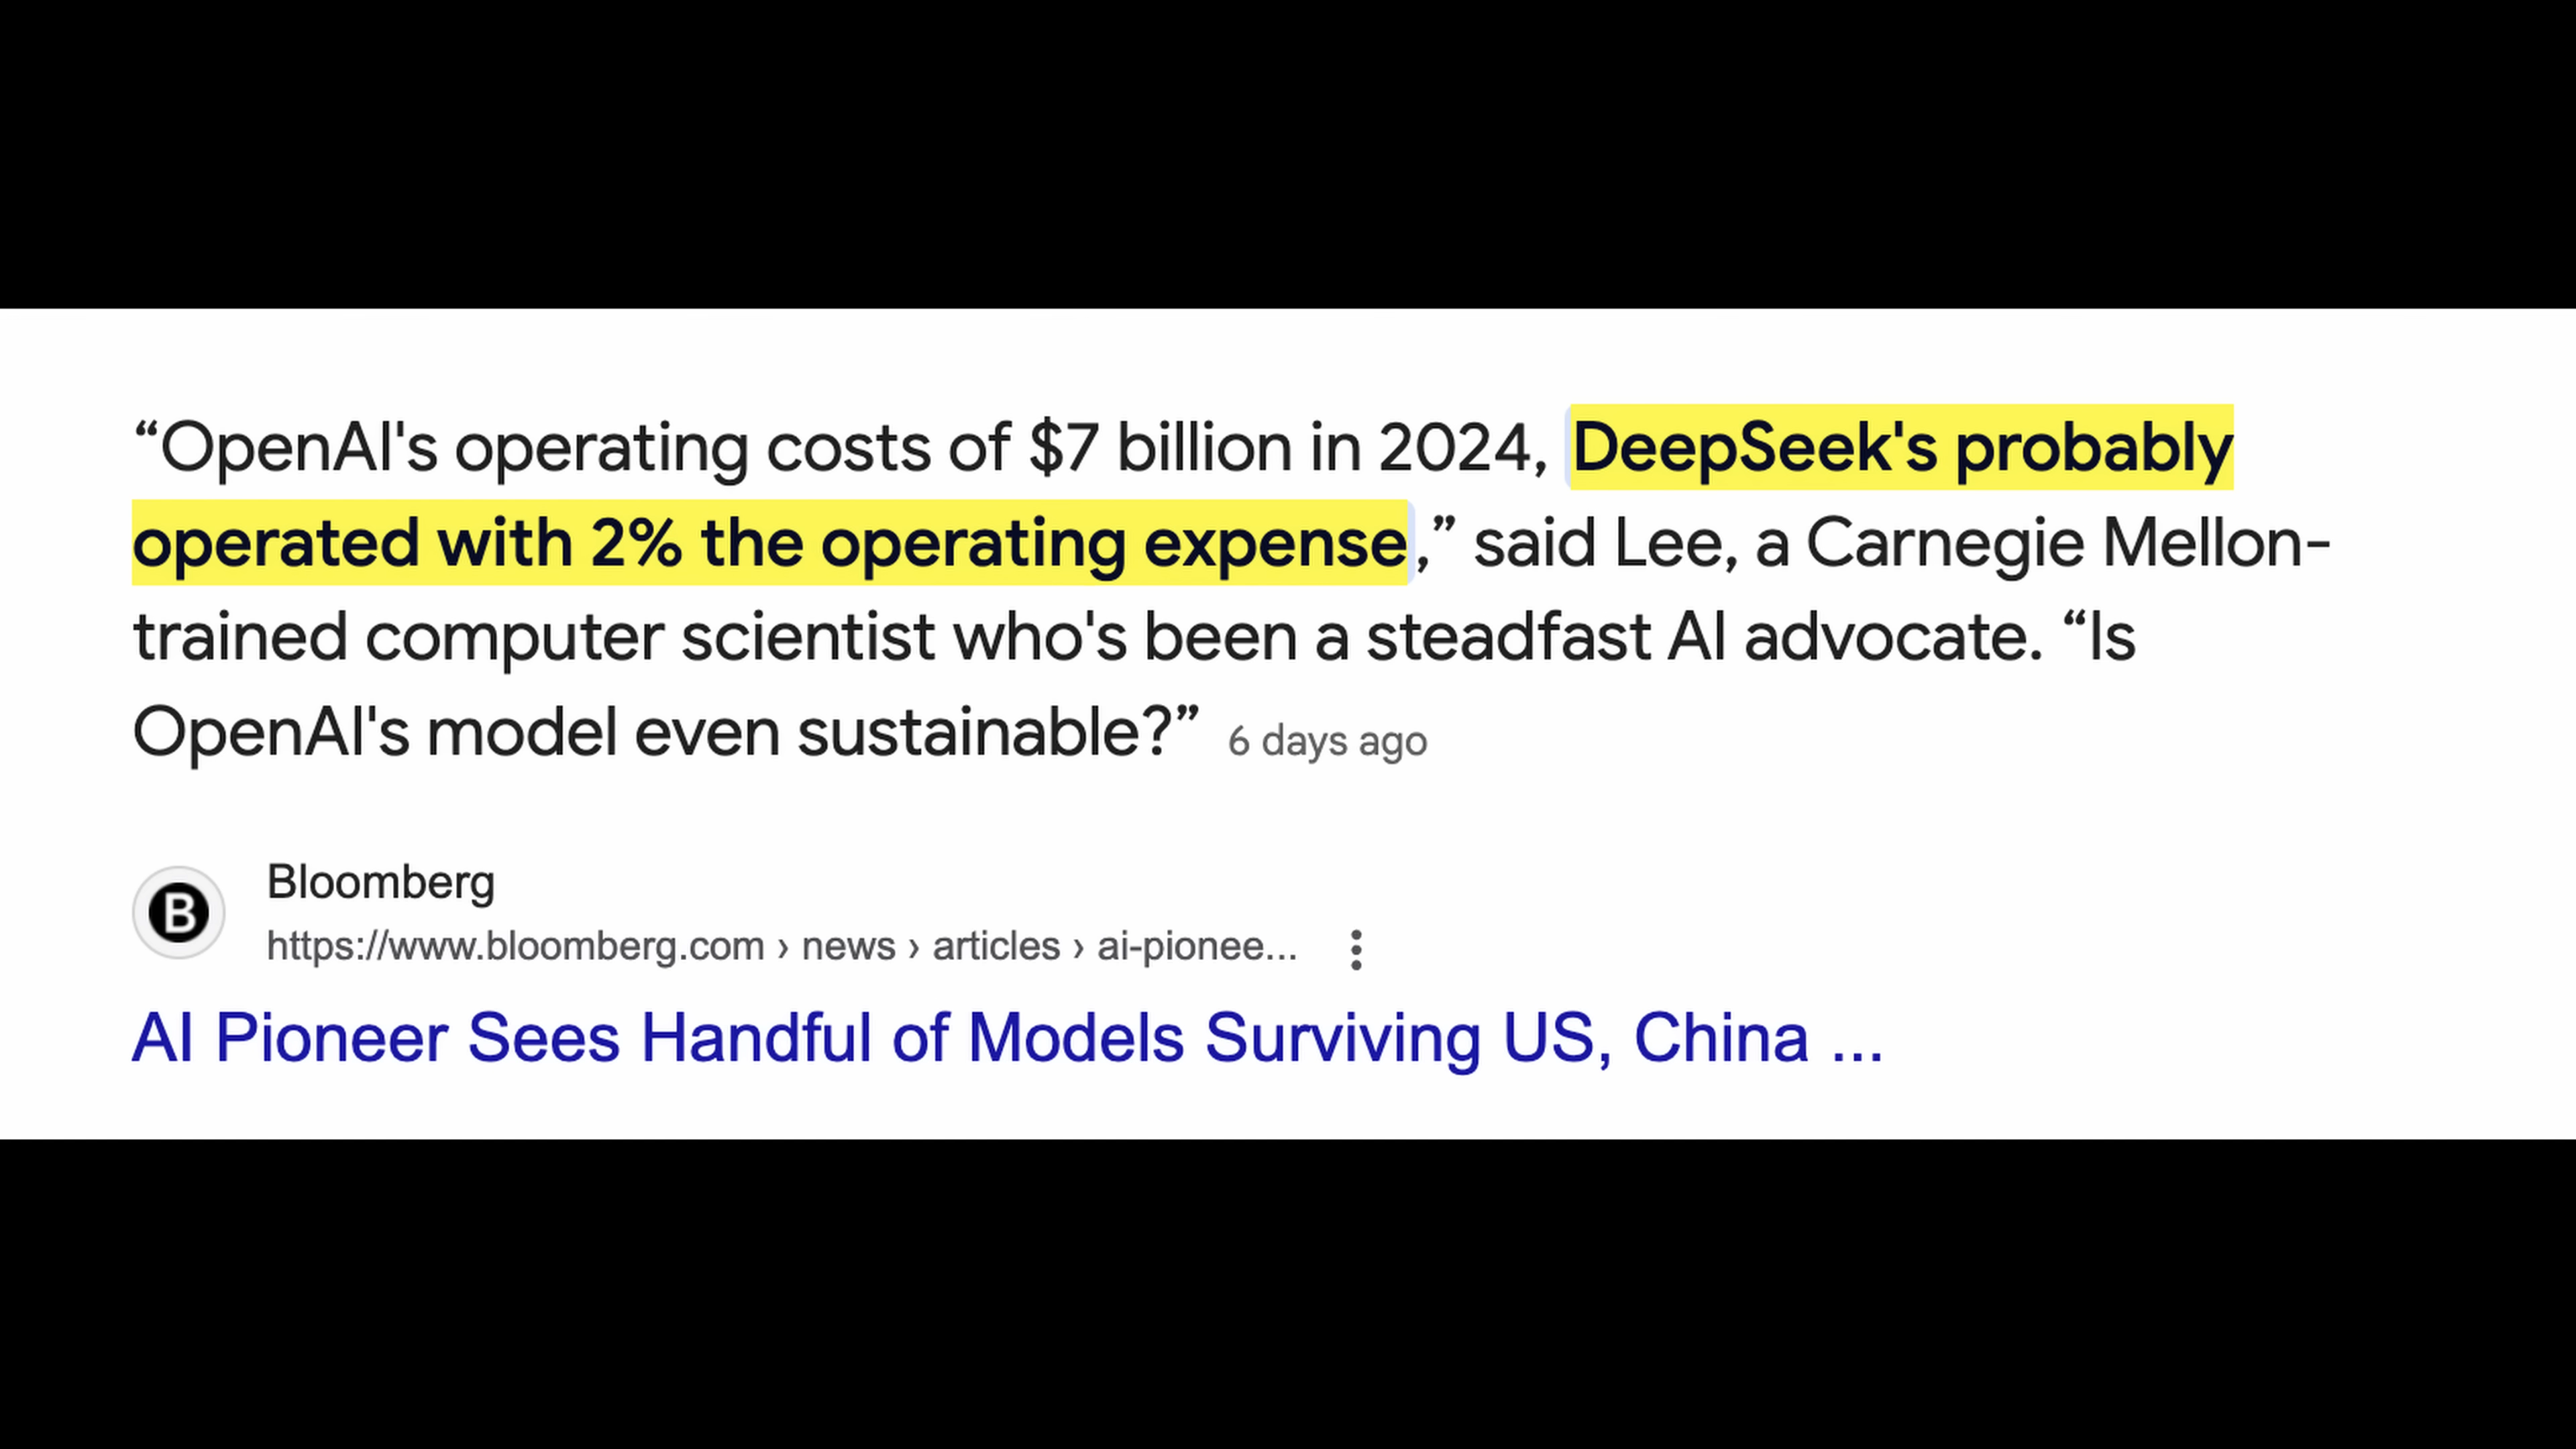 “OpenAI's operating costs of $7 billion in 2024, DeepSeek's probably
operated with 2% the operating expense,” said Lee, a Carnegie Mellon-
trained computer scientist who's been a steadfast AI advocate. “Is
OpenAI's model even sustainable?” 6 days ago
B
Bloomberg
https://www.bloomberg.com › news › articles › ai-pionee...
AI Pioneer Sees Handful of Models Surviving US, China ...